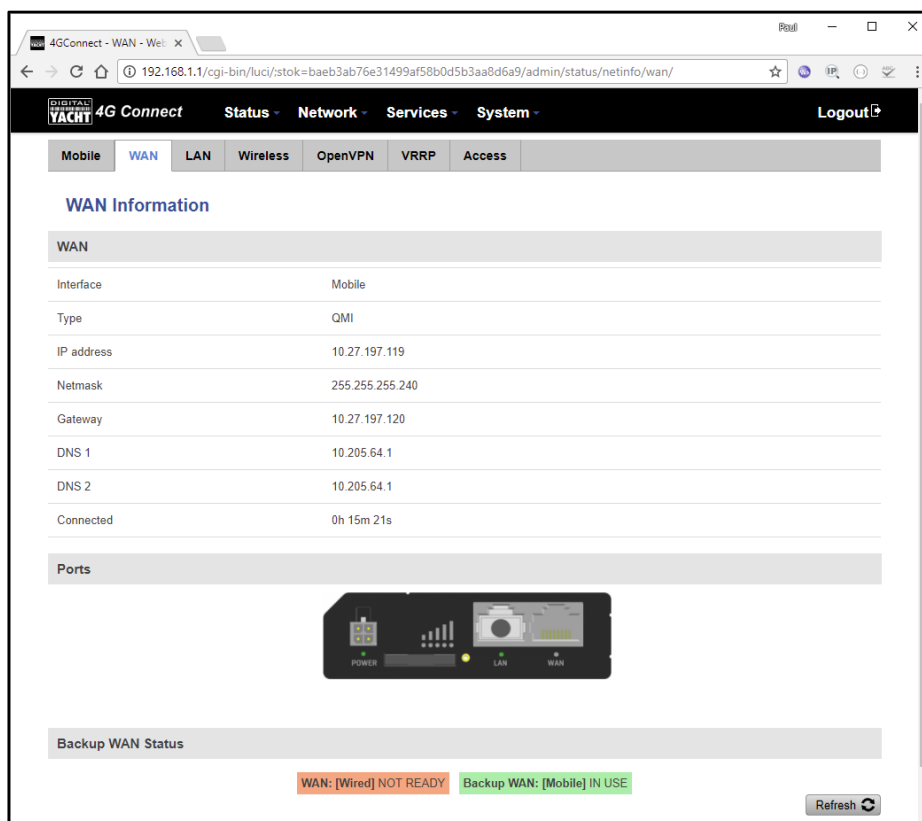 Paul
4GConnect - WAN - Web
192.168.1.1/cgi-bin/luci/;stok=baeb3ab76e31499af58b0d5b3aa8d6a9/admin/status/netinfo/wan/
DIGITAL YACHT 4G Connect Status Network Services System Logout
Mobile WAN LAN Wireless OpenVPN VRRP Access
WAN Information
WAN
Interface Mobile
Type QMI
IP address 10.27.197.119
Netmask 255.255.255.240
Gateway 10.27.197.120
DNS 1 10.205.64.1
DNS 2 10.205.64.1
Connected 0h 15m 21s
Ports
POWER LAN WAN
Backup WAN Status
WAN: [Wired] NOT READY Backup WAN: [Mobile] IN USE
Refresh